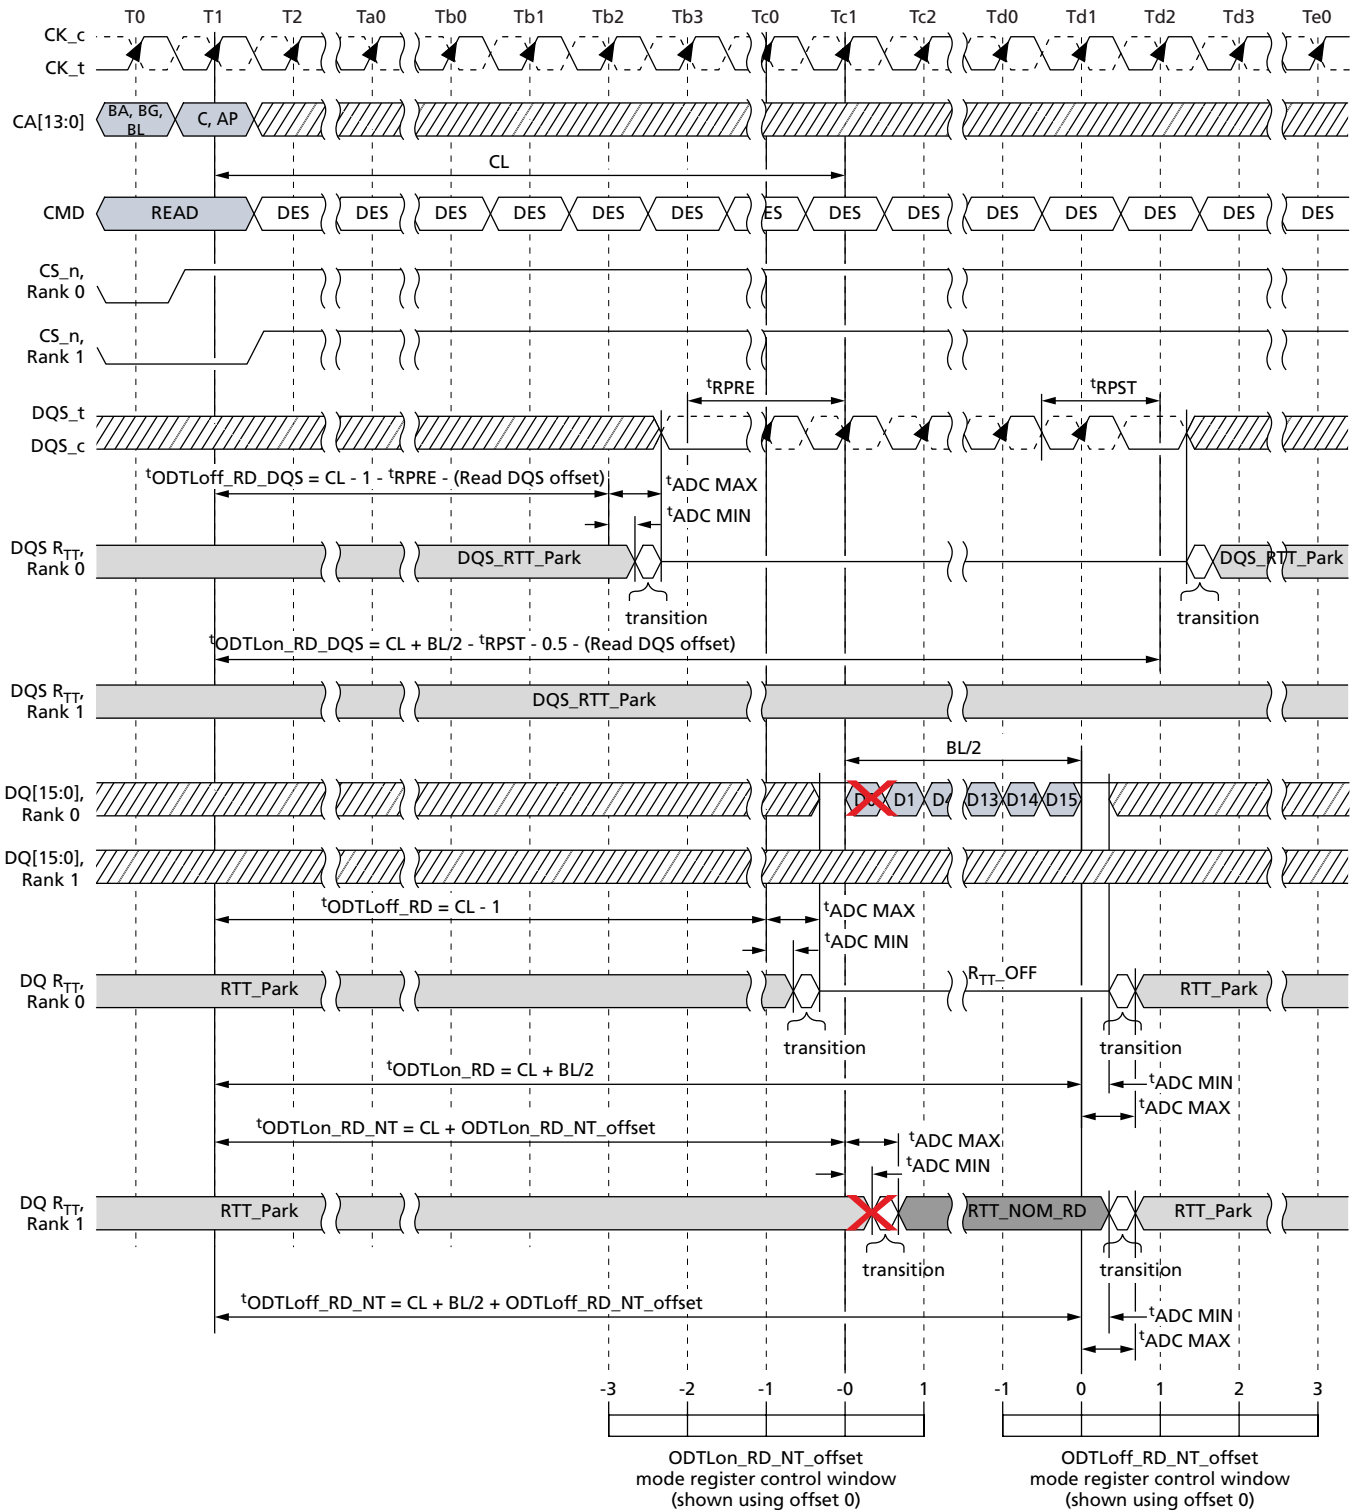 T0 T1 T2 Ta0 Tb0 Tb1 Tb2 Tb3 Tc0 Tc1 Tc2 Td0 Td1 Td2 Td3 Te0
CK_c
CK_t
CA[13:0]
BA, BG,
BL
C, AP
CL
CMD READ DES DES DES DES DES DES ES DES DES DES DES DES DES DES
CS_n,
Rank 0
CS_n,
Rank 1
tRPRE tRPST
DQS_t
DQS_c
tODTLoff_RD_DQS = CL - 1 - tRPRE - (Read DQS offset) tADC MAX
tADC MIN
DQS RTT,
Rank 0
DQS_RTT_Park DQS_RTT_Park
transition transition
tODTLon_RD_DQS = CL + BL/2 - tRPST - 0.5 - (Read DQS offset)
DQS RTT,
Rank 1
DQS_RTT_Park
BL/2
DQ[15:0],
Rank 0
D1 D13 D14 D15
DQ[15:0],
Rank 1
tODTLoff_RD = CL - 1 tADC MAX
tADC MIN
DQ RTT,
Rank 0
RTT_Park RTT_OFF RTT_Park
transition transition
tODTLon_RD = CL + BL/2 tADC MIN
tADC MAX
tODTLon_RD_NT = CL + ODTLon_RD_NT_offset tADC MAX
tADC MIN
DQ RTT,
Rank 1
RTT_Park RTT_NOM_RD RTT_Park
transition transition
tODTLoff_RD_NT = CL + BL/2 + ODTLoff_RD_NT_offset tADC MIN
tADC MAX
-3 -2 -1 -0 1 -1 0 1 2 3
ODTLon_RD_NT_offset
mode register control window
(shown using offset 0)
ODTLoff_RD_NT_offset
mode register control window
(shown using offset 0)